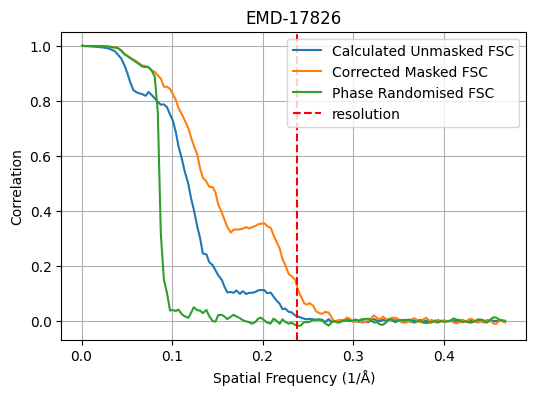 EMD-17826
Calculated Unmasked FSC
Corrected Masked FSC
Phase Randomised FSC
resolution
Correlation
1.0
0.8
0.6
0.4
0.2
0.0
0.0 0.1 0.2 0.3 0.4
Spatial Frequency (1/Å)